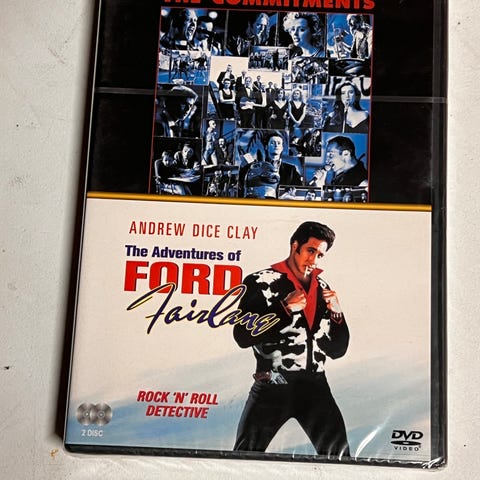 THE COMMITMENTS
ANDREW DICE CLAY
The Adventures of
FORD
Fairlane
ROCK 'N' ROLL
DETECTIVE
2 DISC
DVD
VIDEO